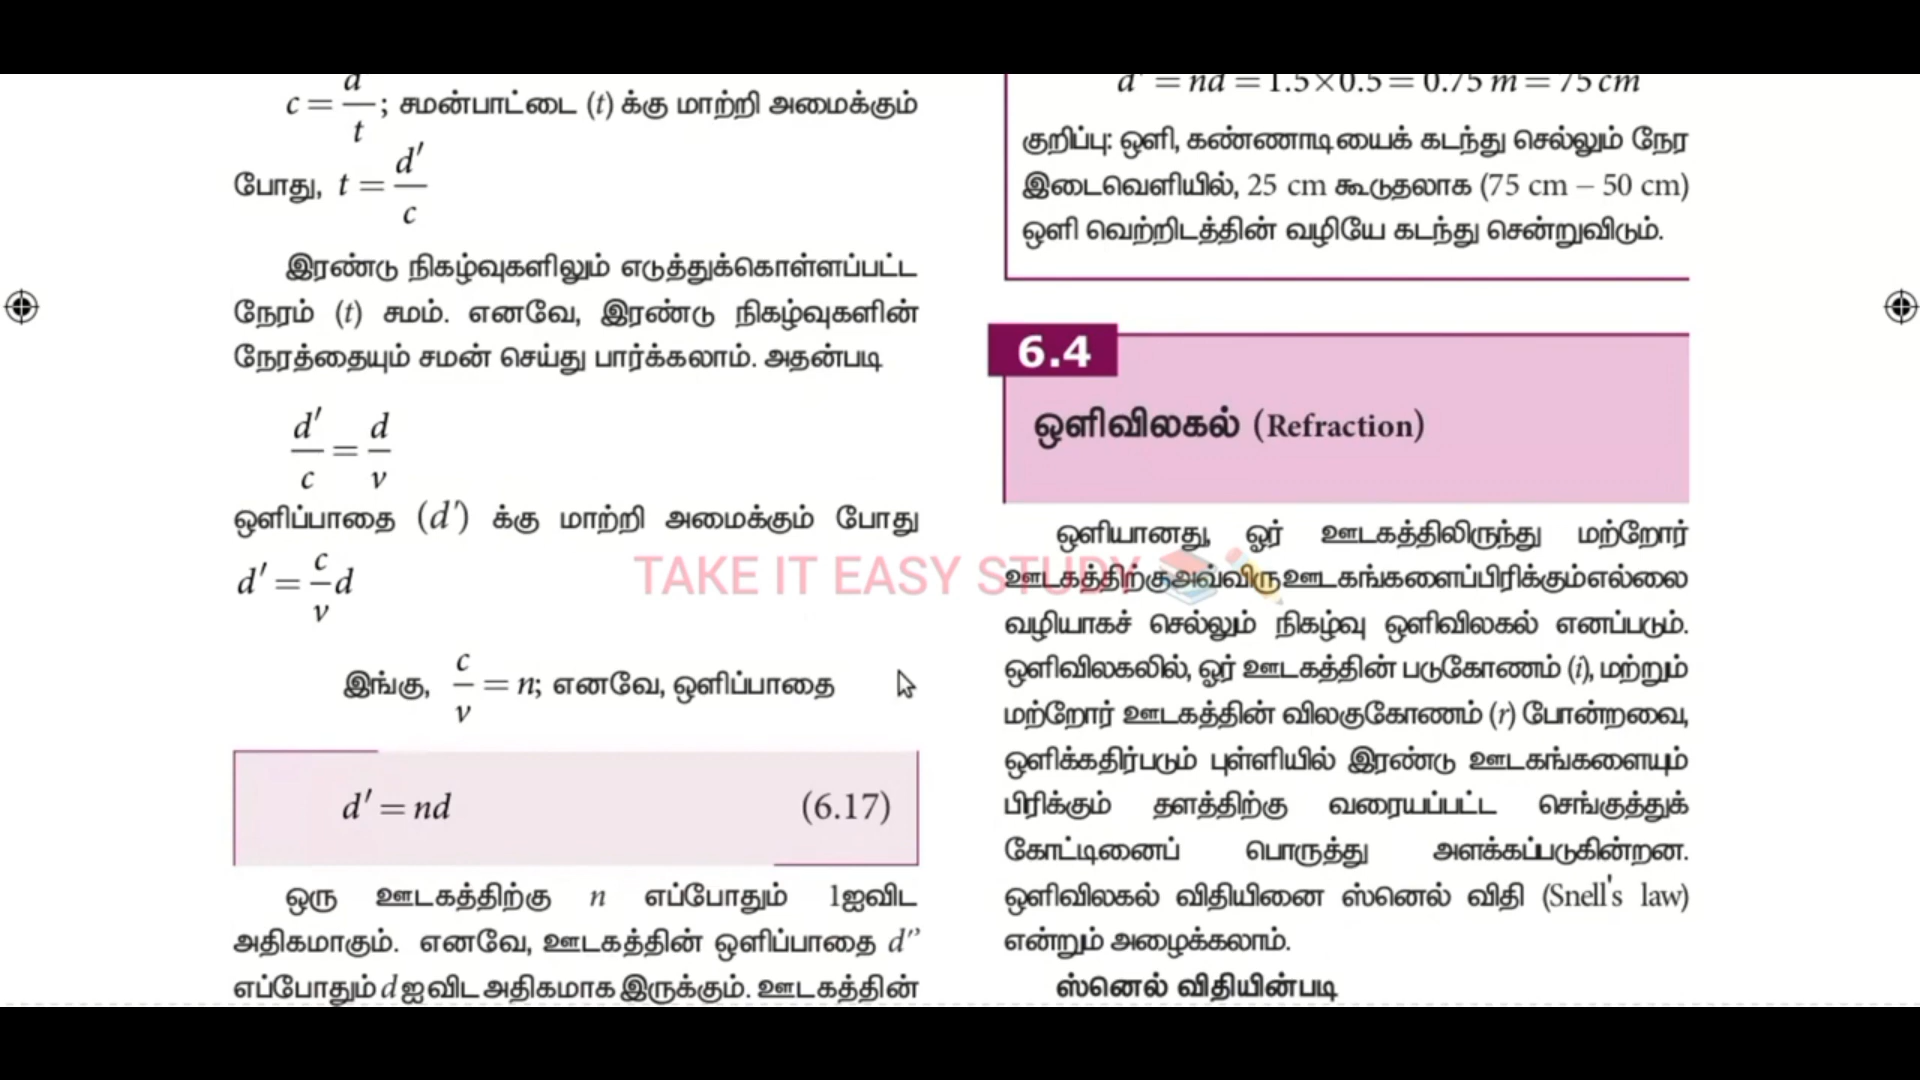 c = d/t; சமன்பாட்டை (t) க்கு மாற்றி அமைக்கும்
போது, t = d′/c
இரண்டு நிகழ்வுகளிலும் எடுத்துக்கொள்ளப்பட்ட
நேரம் (t) சமம். எனவே, இரண்டு நிகழ்வுகளின்
நேரத்தையும் சமன் செய்து பார்க்கலாம். அதன்படி
d′/c = d/v
ஒளிப்பாதை (d′) க்கு மாற்றி அமைக்கும் போது
d′ = c/v d
இங்கு, c/v = n; எனவே, ஒளிப்பாதை
d′ = nd (6.17)
ஒரு ஊடகத்திற்கு n எப்போதும் 1ஐவிட
அதிகமாகும். எனவே, ஊடகத்தின் ஒளிப்பாதை d′’
எப்போதும் d ஐ விட அதிகமாக இருக்கும். ஊடகத்தின்
d′ = nd = 1.5×0.5 = 0.75 m = 75 cm
குறிப்பு: ஒளி, கண்ணாடியைக் கடந்து செல்லும் நேர
இடைவெளியில், 25 cm கூடுதலாக (75 cm – 50 cm)
ஒளி வெற்றிடத்தின் வழியே கடந்து சென்றுவிடும்.
6.4
ஒளிவிலகல் (Refraction)
ஒளியானது, ஓர் ஊடகத்திலிருந்து மற்றோர்
ஊடகத்திற்கு அவ்விரு ஊடகங்களைப் பிரிக்கும் எல்லை
வழியாகச் செல்லும் நிகழ்வு ஒளிவிலகல் எனப்படும்.
ஒளிவிலகலில், ஓர் ஊடகத்தின் படுகோணம் (i), மற்றும்
மற்றோர் ஊடகத்தின் விலகுகோணம் (r) போன்றவை,
ஒளிக்கதிர்படும் புள்ளியில் இரண்டு ஊடகங்களையும்
பிரிக்கும் தளத்திற்கு வரையப்பட்ட செங்குத்துக்
கோட்டினைப் பொருத்து அளக்கப்படுகின்றன.
ஒளிவிலகல் விதியினை ஸ்னெல் விதி (Snell's law)
என்றும் அழைக்கலாம்.
ஸ்னெல் விதியின்படி
TAKE IT EASY STUDY